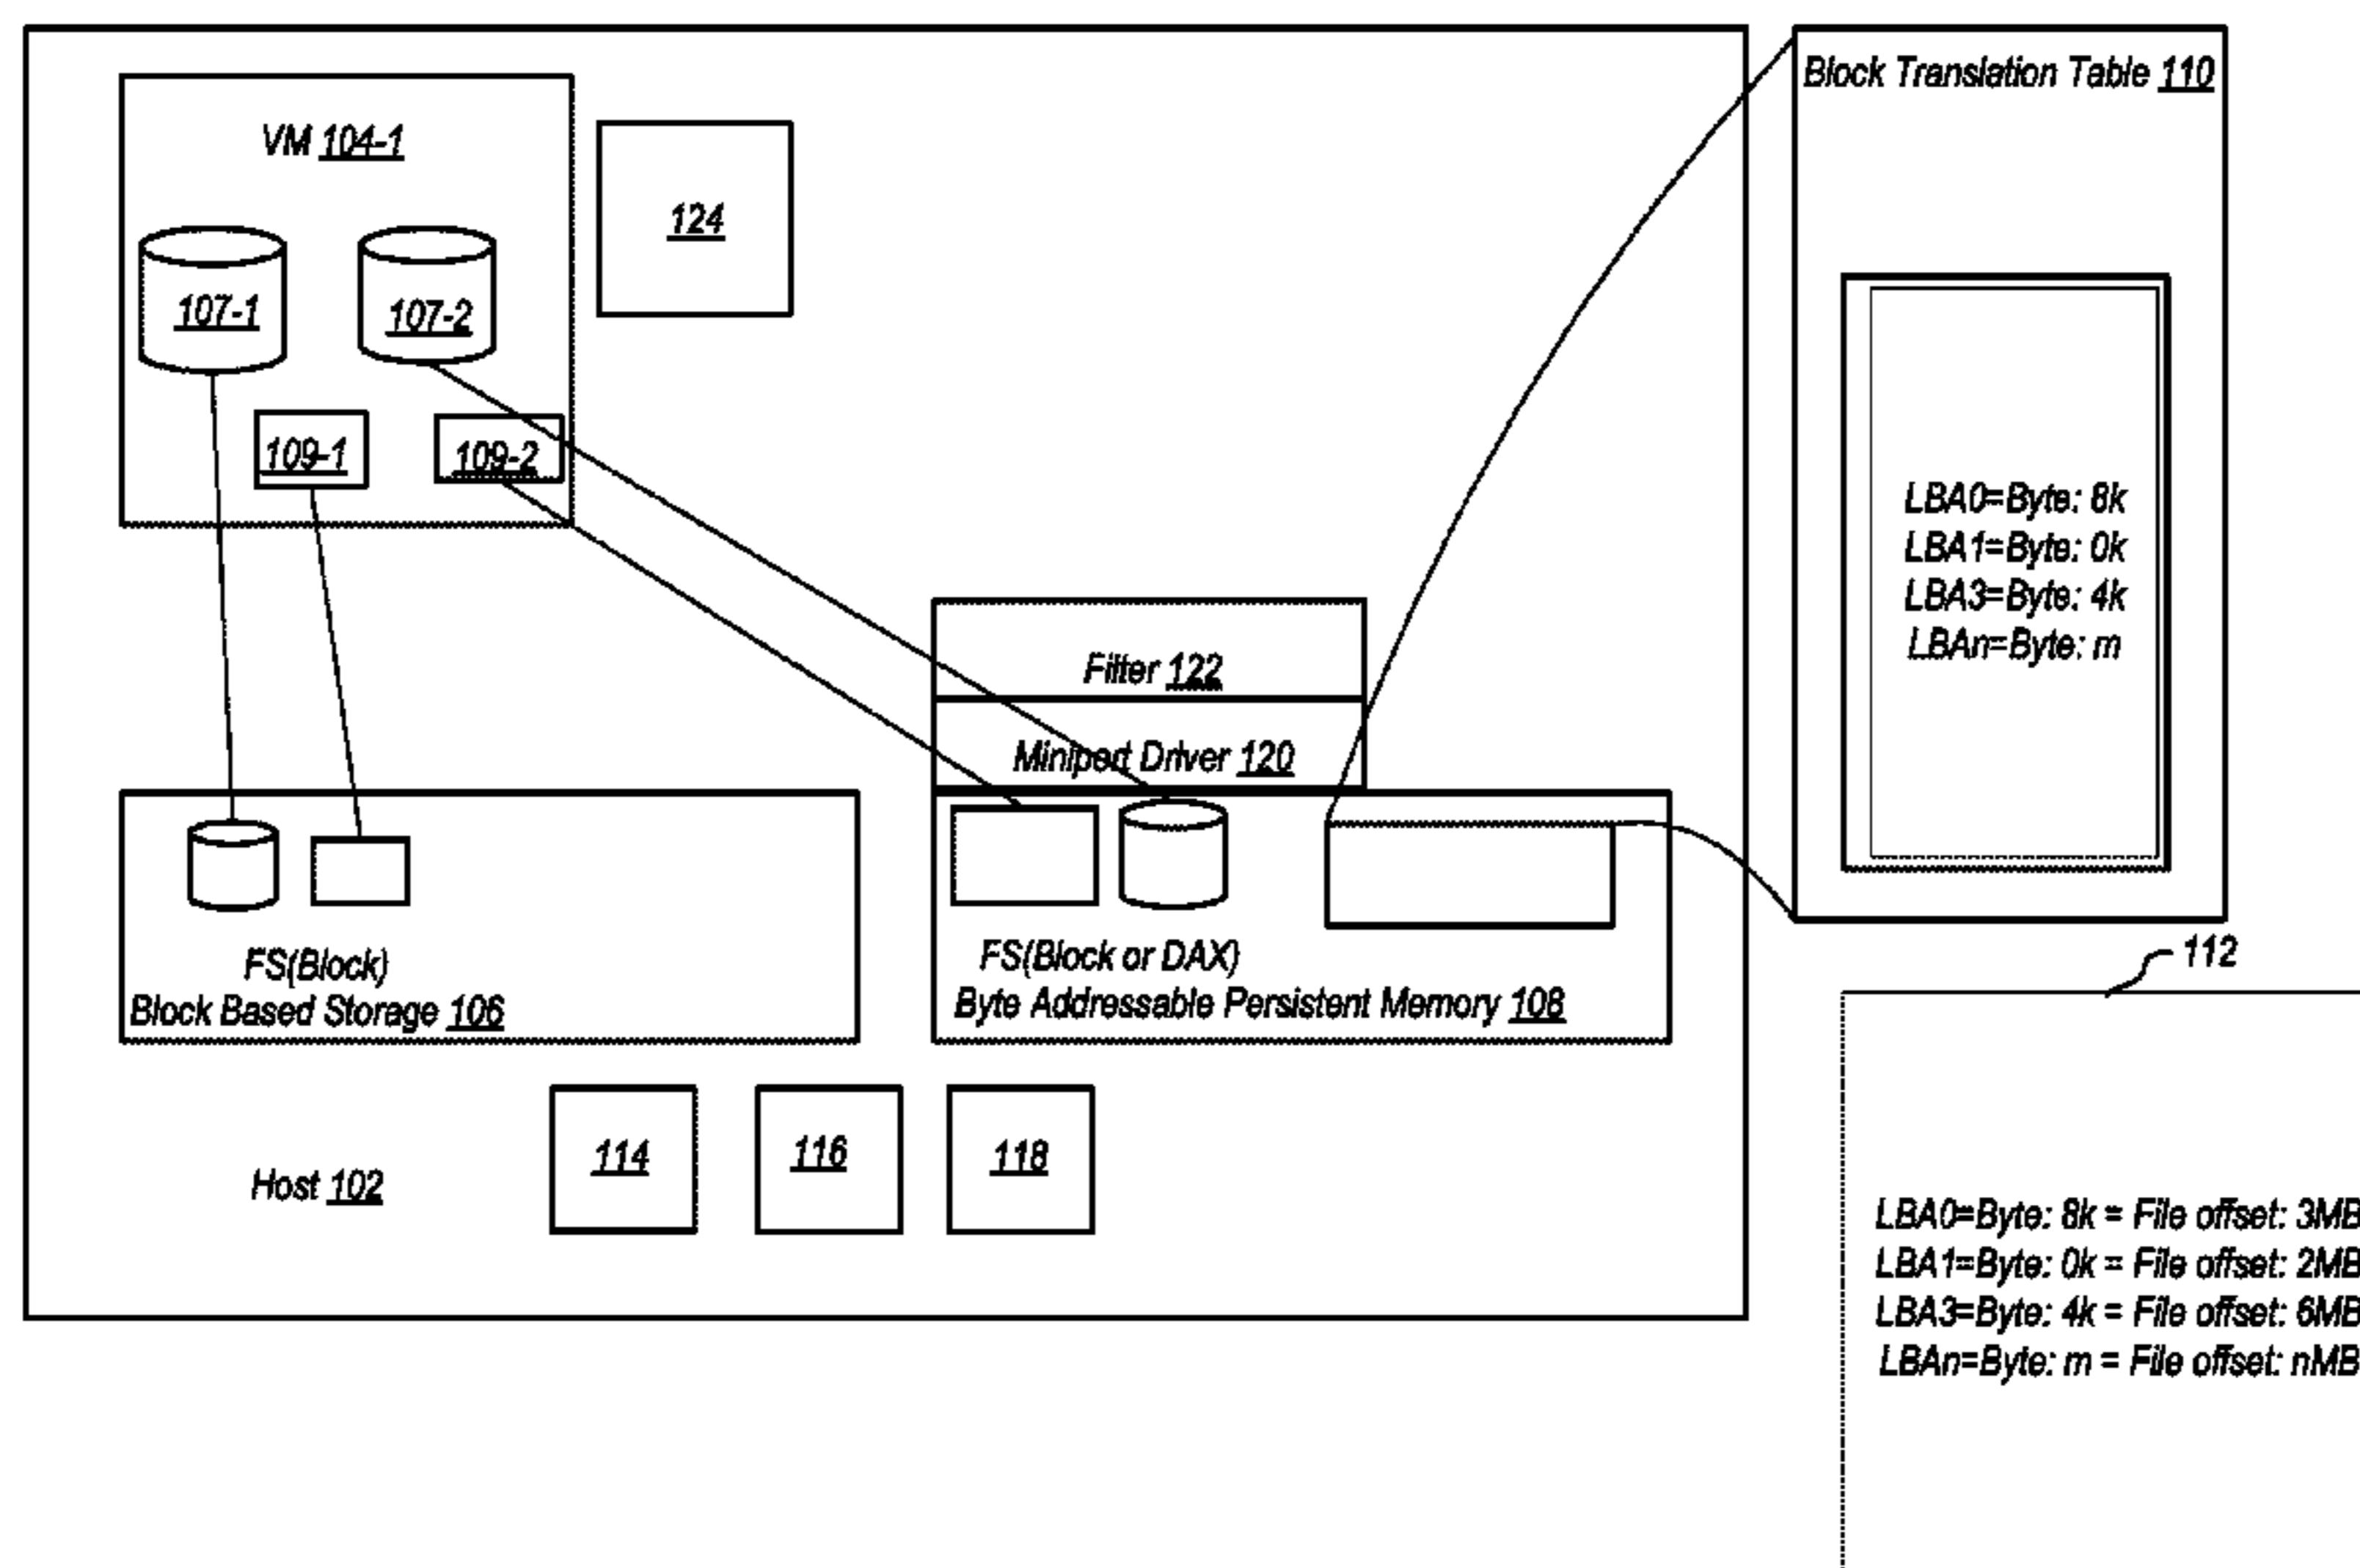 VM 104-1
124
107-1
107-2
109-1
109-2
Filter 122
Miniport Driver 120
FS(Block)
Block Based Storage 106
FS(Block or DAX)
Byte Addressable Persistent Memory 108
Host 102
114
116
118
Block Translation Table 110
LBA0=Byte: 8k
LBA1=Byte: 0k
LBA3=Byte: 4k
LBAn=Byte: m
112
LBA0=Byte: 8k = File offset: 3MB
LBA1=Byte: 0k = File offset: 2MB
LBA3=Byte: 4k = File offset: 6MB
LBAn=Byte: m = File offset: nMB